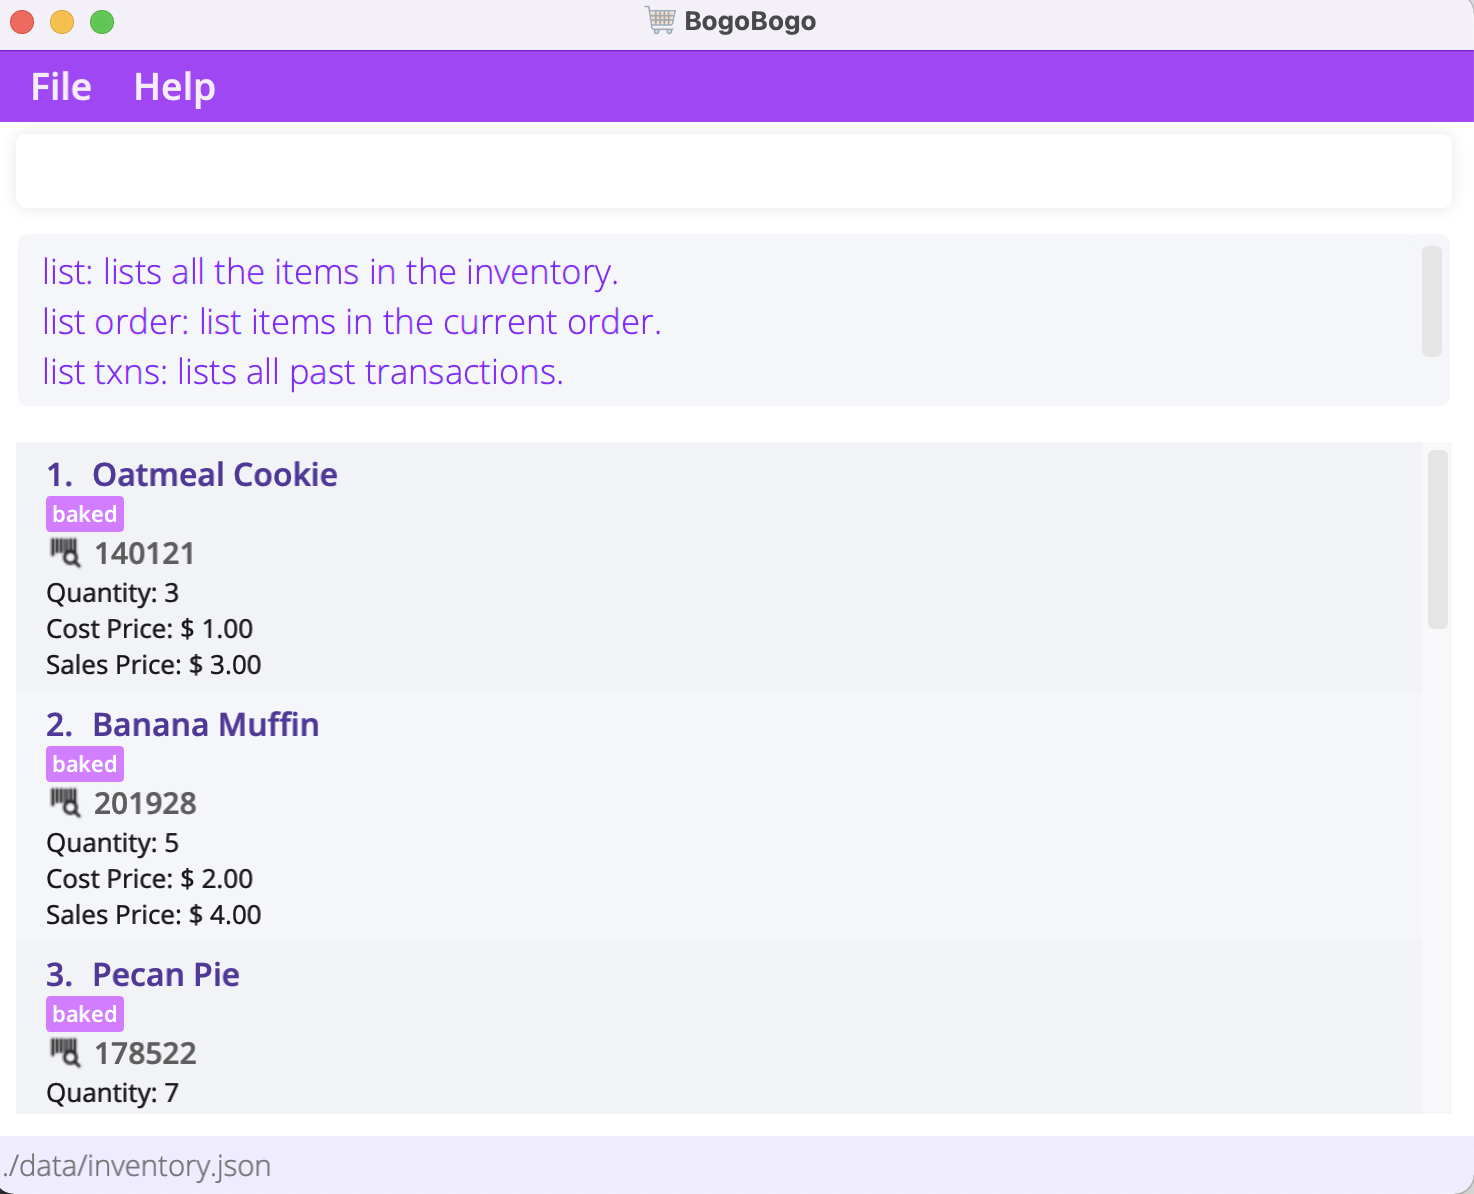 BogoBogo
File Help
list: lists all the items in the inventory.
list order: list items in the current order.
list txns: lists all past transactions.
1. Oatmeal Cookie
baked
140121
Quantity: 3
Cost Price: $ 1.00
Sales Price: $ 3.00
2. Banana Muffin
baked
201928
Quantity: 5
Cost Price: $ 2.00
Sales Price: $ 4.00
3. Pecan Pie
baked
178522
Quantity: 7
./data/inventory.json